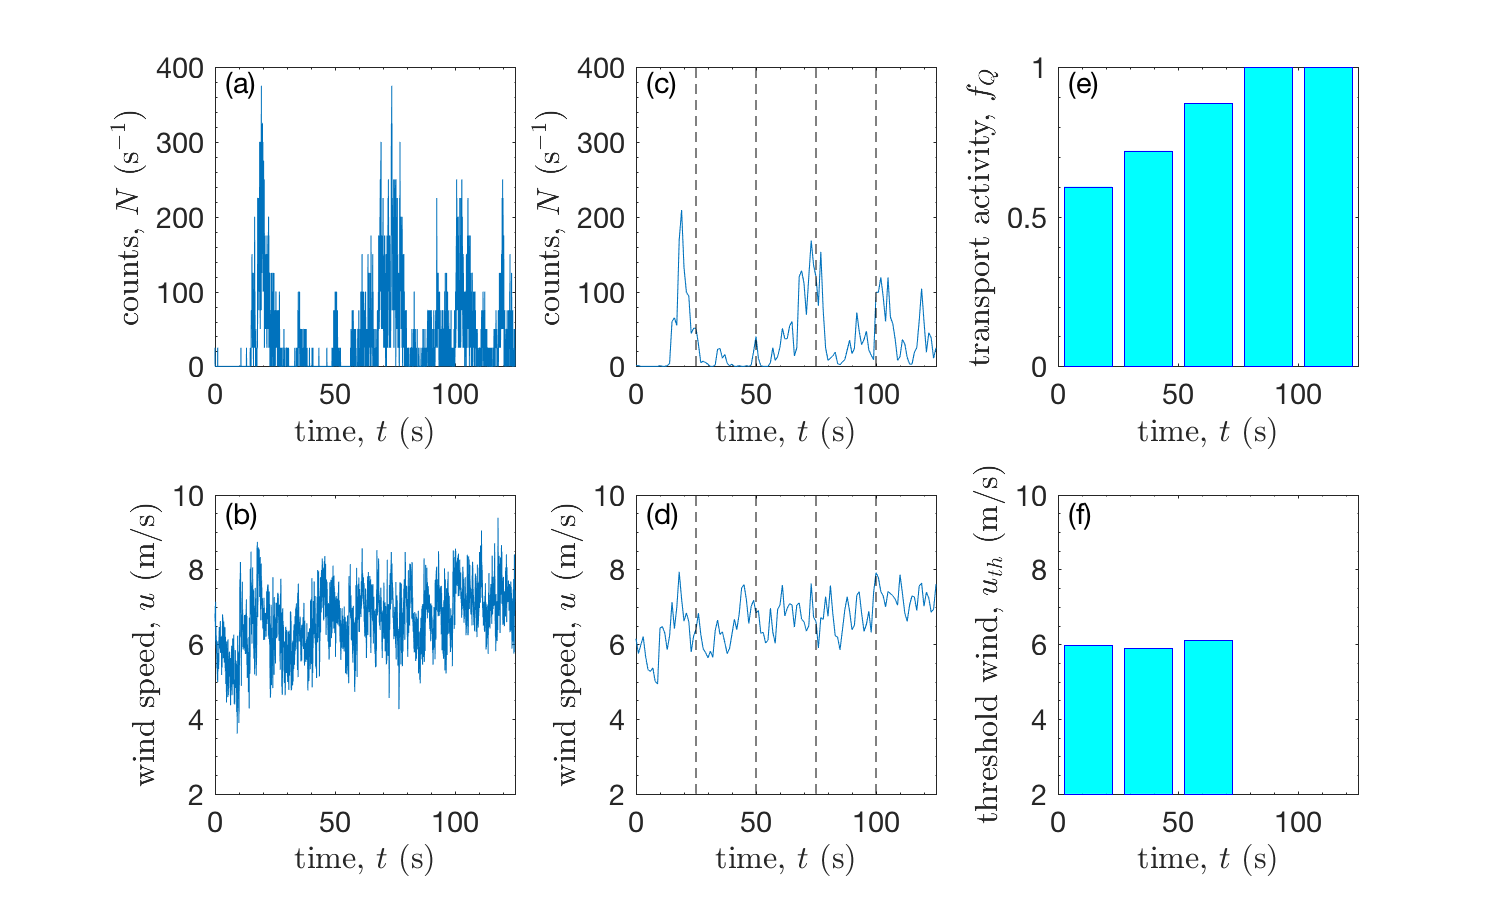 (a)
400
300
200
100
0
counts, N (s⁻¹)
0 50 100
time, t (s)
(c)
400
300
200
100
0
counts, N (s⁻¹)
0 50 100
time, t (s)
(e)
1
0.5
0
transport activity, f_Q
0 50 100
time, t (s)
(b)
10
8
6
4
2
wind speed, u (m/s)
0 50 100
time, t (s)
(d)
10
8
6
4
2
wind speed, u (m/s)
0 50 100
time, t (s)
(f)
10
8
6
4
2
threshold wind, u_th (m/s)
0 50 100
time, t (s)